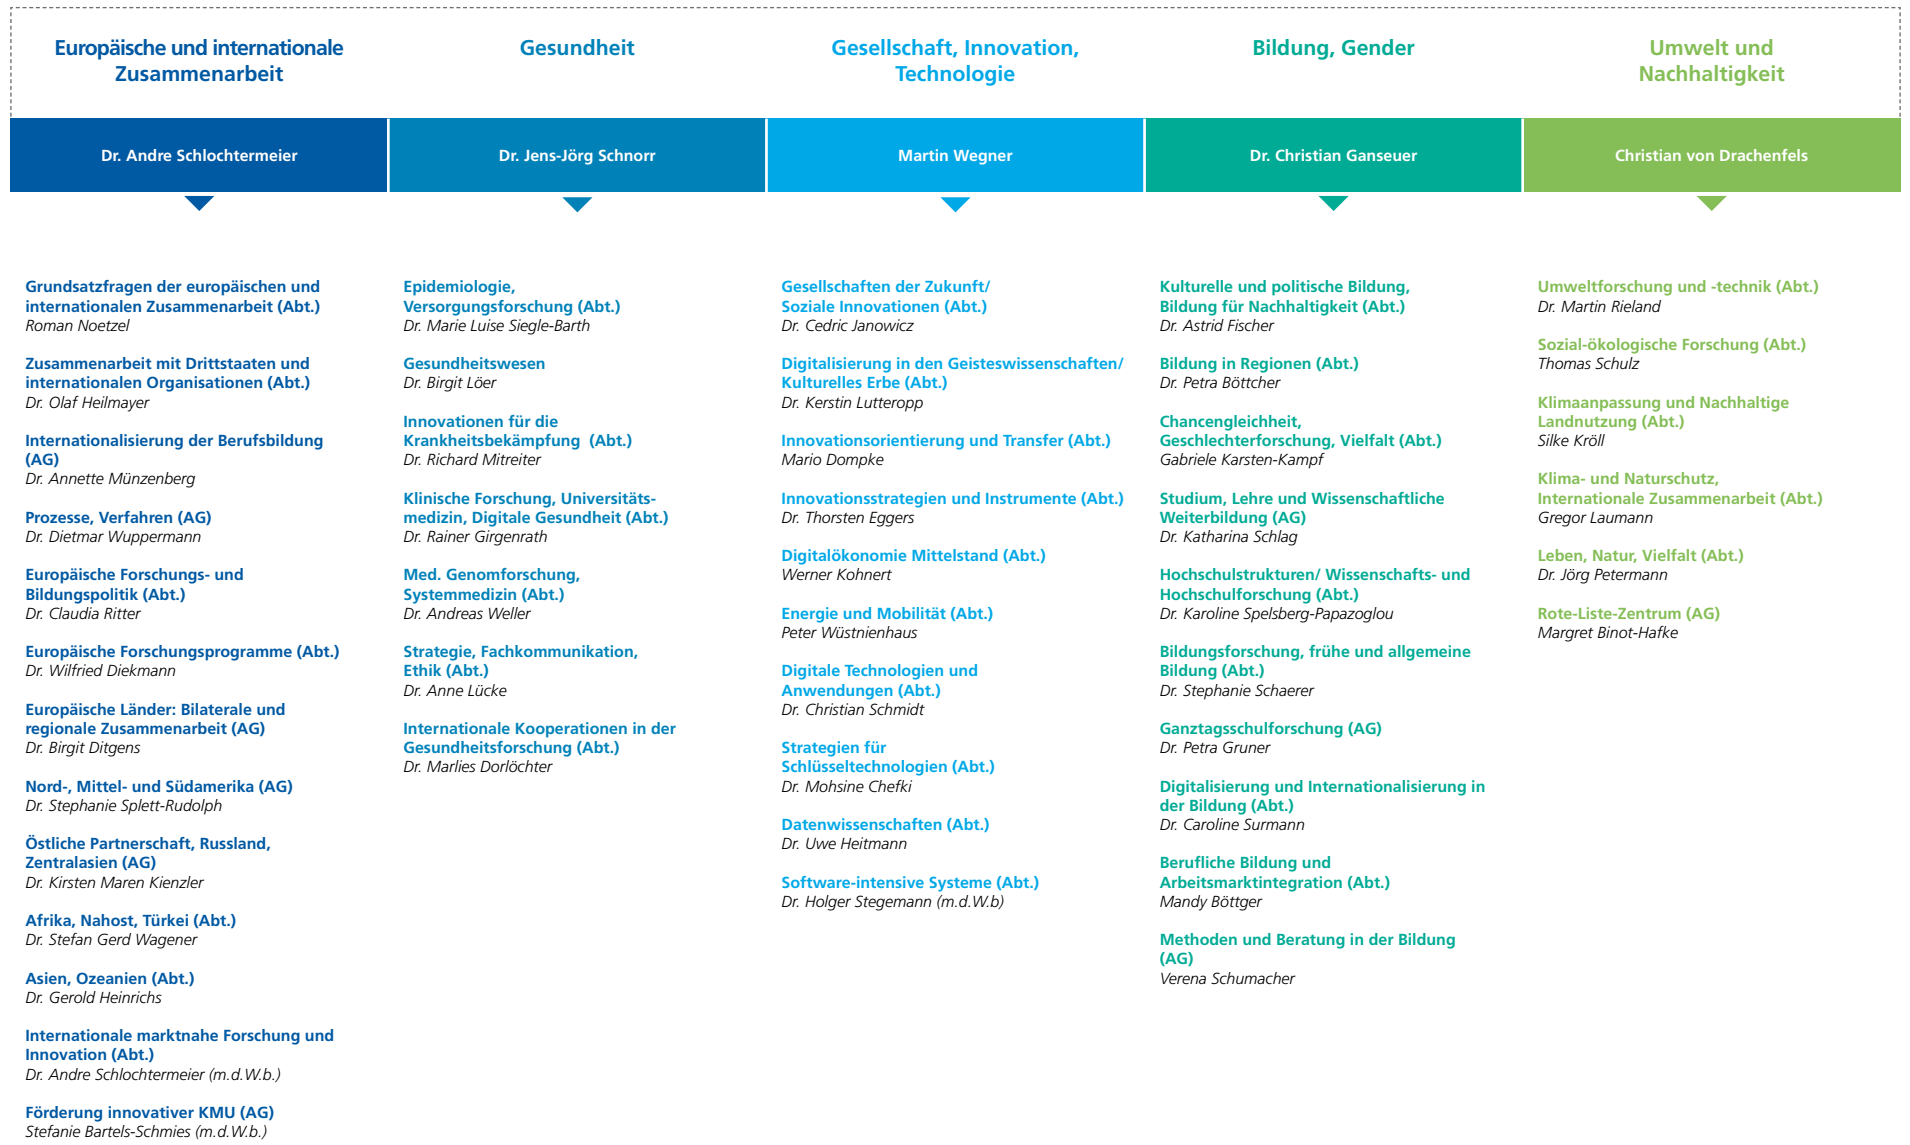 Europäische und internationale
Zusammenarbeit
Dr. Andre Schlochtermeier
Grundsatzfragen der europäischen und
internationalen Zusammenarbeit (Abt.)
Roman Noetzel
Zusammenarbeit mit Drittstaaten und
internationalen Organisationen (Abt.)
Dr. Olaf Heilmayer
Internationalisierung der Berufsbildung
(AG)
Dr. Annette Münzenberg
Prozesse, Verfahren (AG)
Dr. Dietmar Wuppermann
Europäische Forschungs- und
Bildungspolitik (Abt.)
Dr. Claudia Ritter
Europäische Forschungsprogramme (Abt.)
Dr. Wilfried Diekmann
Europäische Länder: Bilaterale und
regionale Zusammenarbeit (AG)
Dr. Birgit Ditgens
Nord-, Mittel- und Südamerika (AG)
Dr. Stephanie Splett-Rudolph
Östliche Partnerschaft, Russland,
Zentralasien (AG)
Dr. Kirsten Maren Kienzler
Afrika, Nahost, Türkei (Abt.)
Dr. Stefan Gerd Wagener
Asien, Ozeanien (Abt.)
Dr. Gerold Heinrichs
Internationale marktnahe Forschung und
Innovation (Abt.)
Dr. Andre Schlochtermeier (m.d.W.b.)
Förderung innovativer KMU (AG)
Stefanie Bartels-Schmies (m.d.W.b.)
Gesundheit
Dr. Jens-Jörg Schnorr
Epidemiologie,
Versorgungsforschung (Abt.)
Dr. Marie Luise Siegle-Barth
Gesundheitswesen
Dr. Birgit Löer
Innovationen für die
Krankheitsbekämpfung (Abt.)
Dr. Richard Mitreiter
Klinische Forschung, Universitäts-
medizin, Digitale Gesundheit (Abt.)
Dr. Rainer Girgenrath
Med. Genomforschung,
Systemmedizin (Abt.)
Dr. Andreas Weller
Strategie, Fachkommunikation,
Ethik (Abt.)
Dr. Anne Lücke
Internationale Kooperationen in der
Gesundheitsforschung (Abt.)
Dr. Marlies Dorlöchter
Gesellschaft, Innovation,
Technologie
Martin Wegner
Gesellschaften der Zukunft/
Soziale Innovationen (Abt.)
Dr. Cedric Janowicz
Digitalisierung in den Geisteswissenschaften/
Kulturelles Erbe (Abt.)
Dr. Kerstin Lutteropp
Innovationsorientierung und Transfer (Abt.)
Mario Dompke
Innovationsstrategien und Instrumente (Abt.)
Dr. Thorsten Eggers
Digitalökonomie Mittelstand (Abt.)
Werner Kohnert
Energie und Mobilität (Abt.)
Peter Wüstnienhaus
Digitale Technologien und
Anwendungen (Abt.)
Dr. Christian Schmidt
Strategien für
Schlüsseltechnologien (Abt.)
Dr. Mohsine Chefki
Datenwissenschaften (Abt.)
Dr. Uwe Heitmann
Software-intensive Systeme (Abt.)
Dr. Holger Stegemann (m.d.W.b)
Bildung, Gender
Dr. Christian Ganseuer
Kulturelle und politische Bildung,
Bildung für Nachhaltigkeit (Abt.)
Dr. Astrid Fischer
Bildung in Regionen (Abt.)
Dr. Petra Böttcher
Chancengleichheit,
Geschlechterforschung, Vielfalt (Abt.)
Gabriele Karsten-Kampf
Studium, Lehre und Wissenschaftliche
Weiterbildung (AG)
Dr. Katharina Schlag
Hochschulstrukturen/ Wissenschafts- und
Hochschulforschung (Abt.)
Dr. Karoline Spelsberg-Papazoglou
Bildungsforschung, frühe und allgemeine
Bildung (Abt.)
Dr. Stephanie Schaerer
Ganztagsschulforschung (AG)
Dr. Petra Gruner
Digitalisierung und Internationalisierung in
der Bildung (Abt.)
Dr. Caroline Surmann
Berufliche Bildung und
Arbeitsmarktintegration (Abt.)
Mandy Böttger
Methoden und Beratung in der Bildung
(AG)
Verena Schumacher
Umwelt und
Nachhaltigkeit
Christian von Drachenfels
Umweltforschung und -technik (Abt.)
Dr. Martin Rieland
Sozial-ökologische Forschung (Abt.)
Thomas Schulz
Klimaanpassung und Nachhaltige
Landnutzung (Abt.)
Silke Kröll
Klima- und Naturschutz,
Internationale Zusammenarbeit (Abt.)
Gregor Laumann
Leben, Natur, Vielfalt (Abt.)
Dr. Jörg Petermann
Rote-Liste-Zentrum (AG)
Margret Binot-Hafke